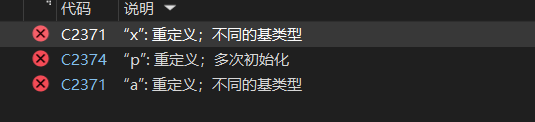 代码 说明
C2371 “x”: 重定义；不同的基类型
C2374 “p”: 重定义；多次初始化
C2371 “a”: 重定义；不同的基类型